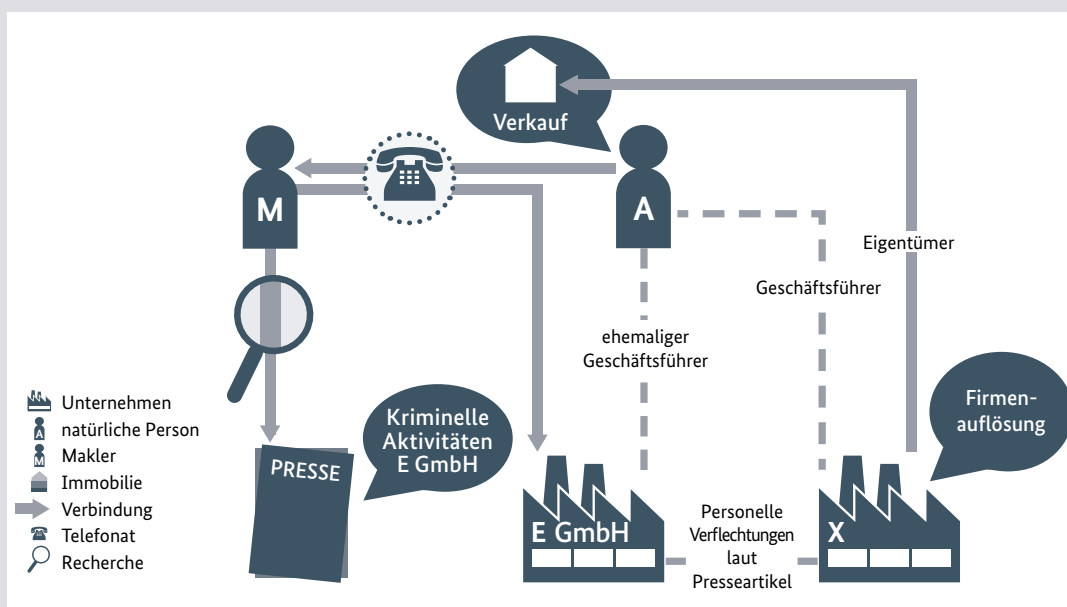 Verkauf
M
A
Eigentümer
Geschäftsführer
ehemaliger
Geschäftsführer
Firmen-
auflösung
Kriminelle
Aktivitäten
E GmbH
PRESSE
E GmbH
Personelle
Verflechtungen
laut
Presseartikel
X
Unternehmen
A
natürliche Person
M
Makler
Immobilie
Verbindung
Telefonat
Recherche